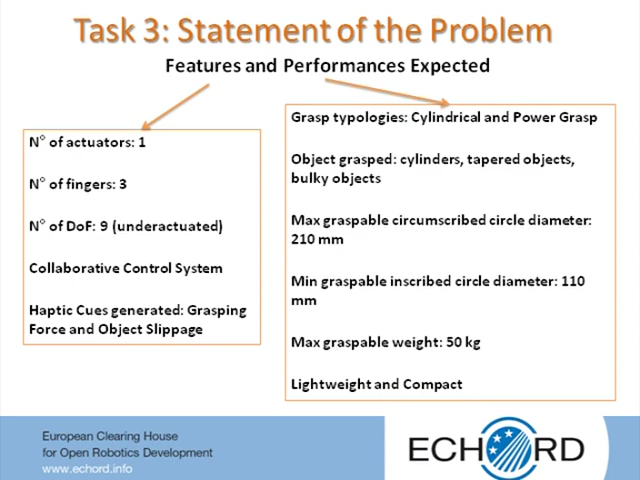 Task 3: Statement of the Problem
Features and Performances Expected
N° of actuators: 1
N° of fingers: 3
N° of DoF: 9 (underactuated)
Collaborative Control System
Haptic Cues generated: Grasping
Force and Object Slippage
Grasp typologies: Cylindrical and Power Grasp
Object grasped: cylinders, tapered objects,
bulky objects
Max graspable circumscribed circle diameter:
210 mm
Min graspable inscribed circle diameter: 110
mm
Max graspable weight: 50 kg
Lightweight and Compact
European Clearing House
for Open Robotics Development
www.echord.info
ECHORD